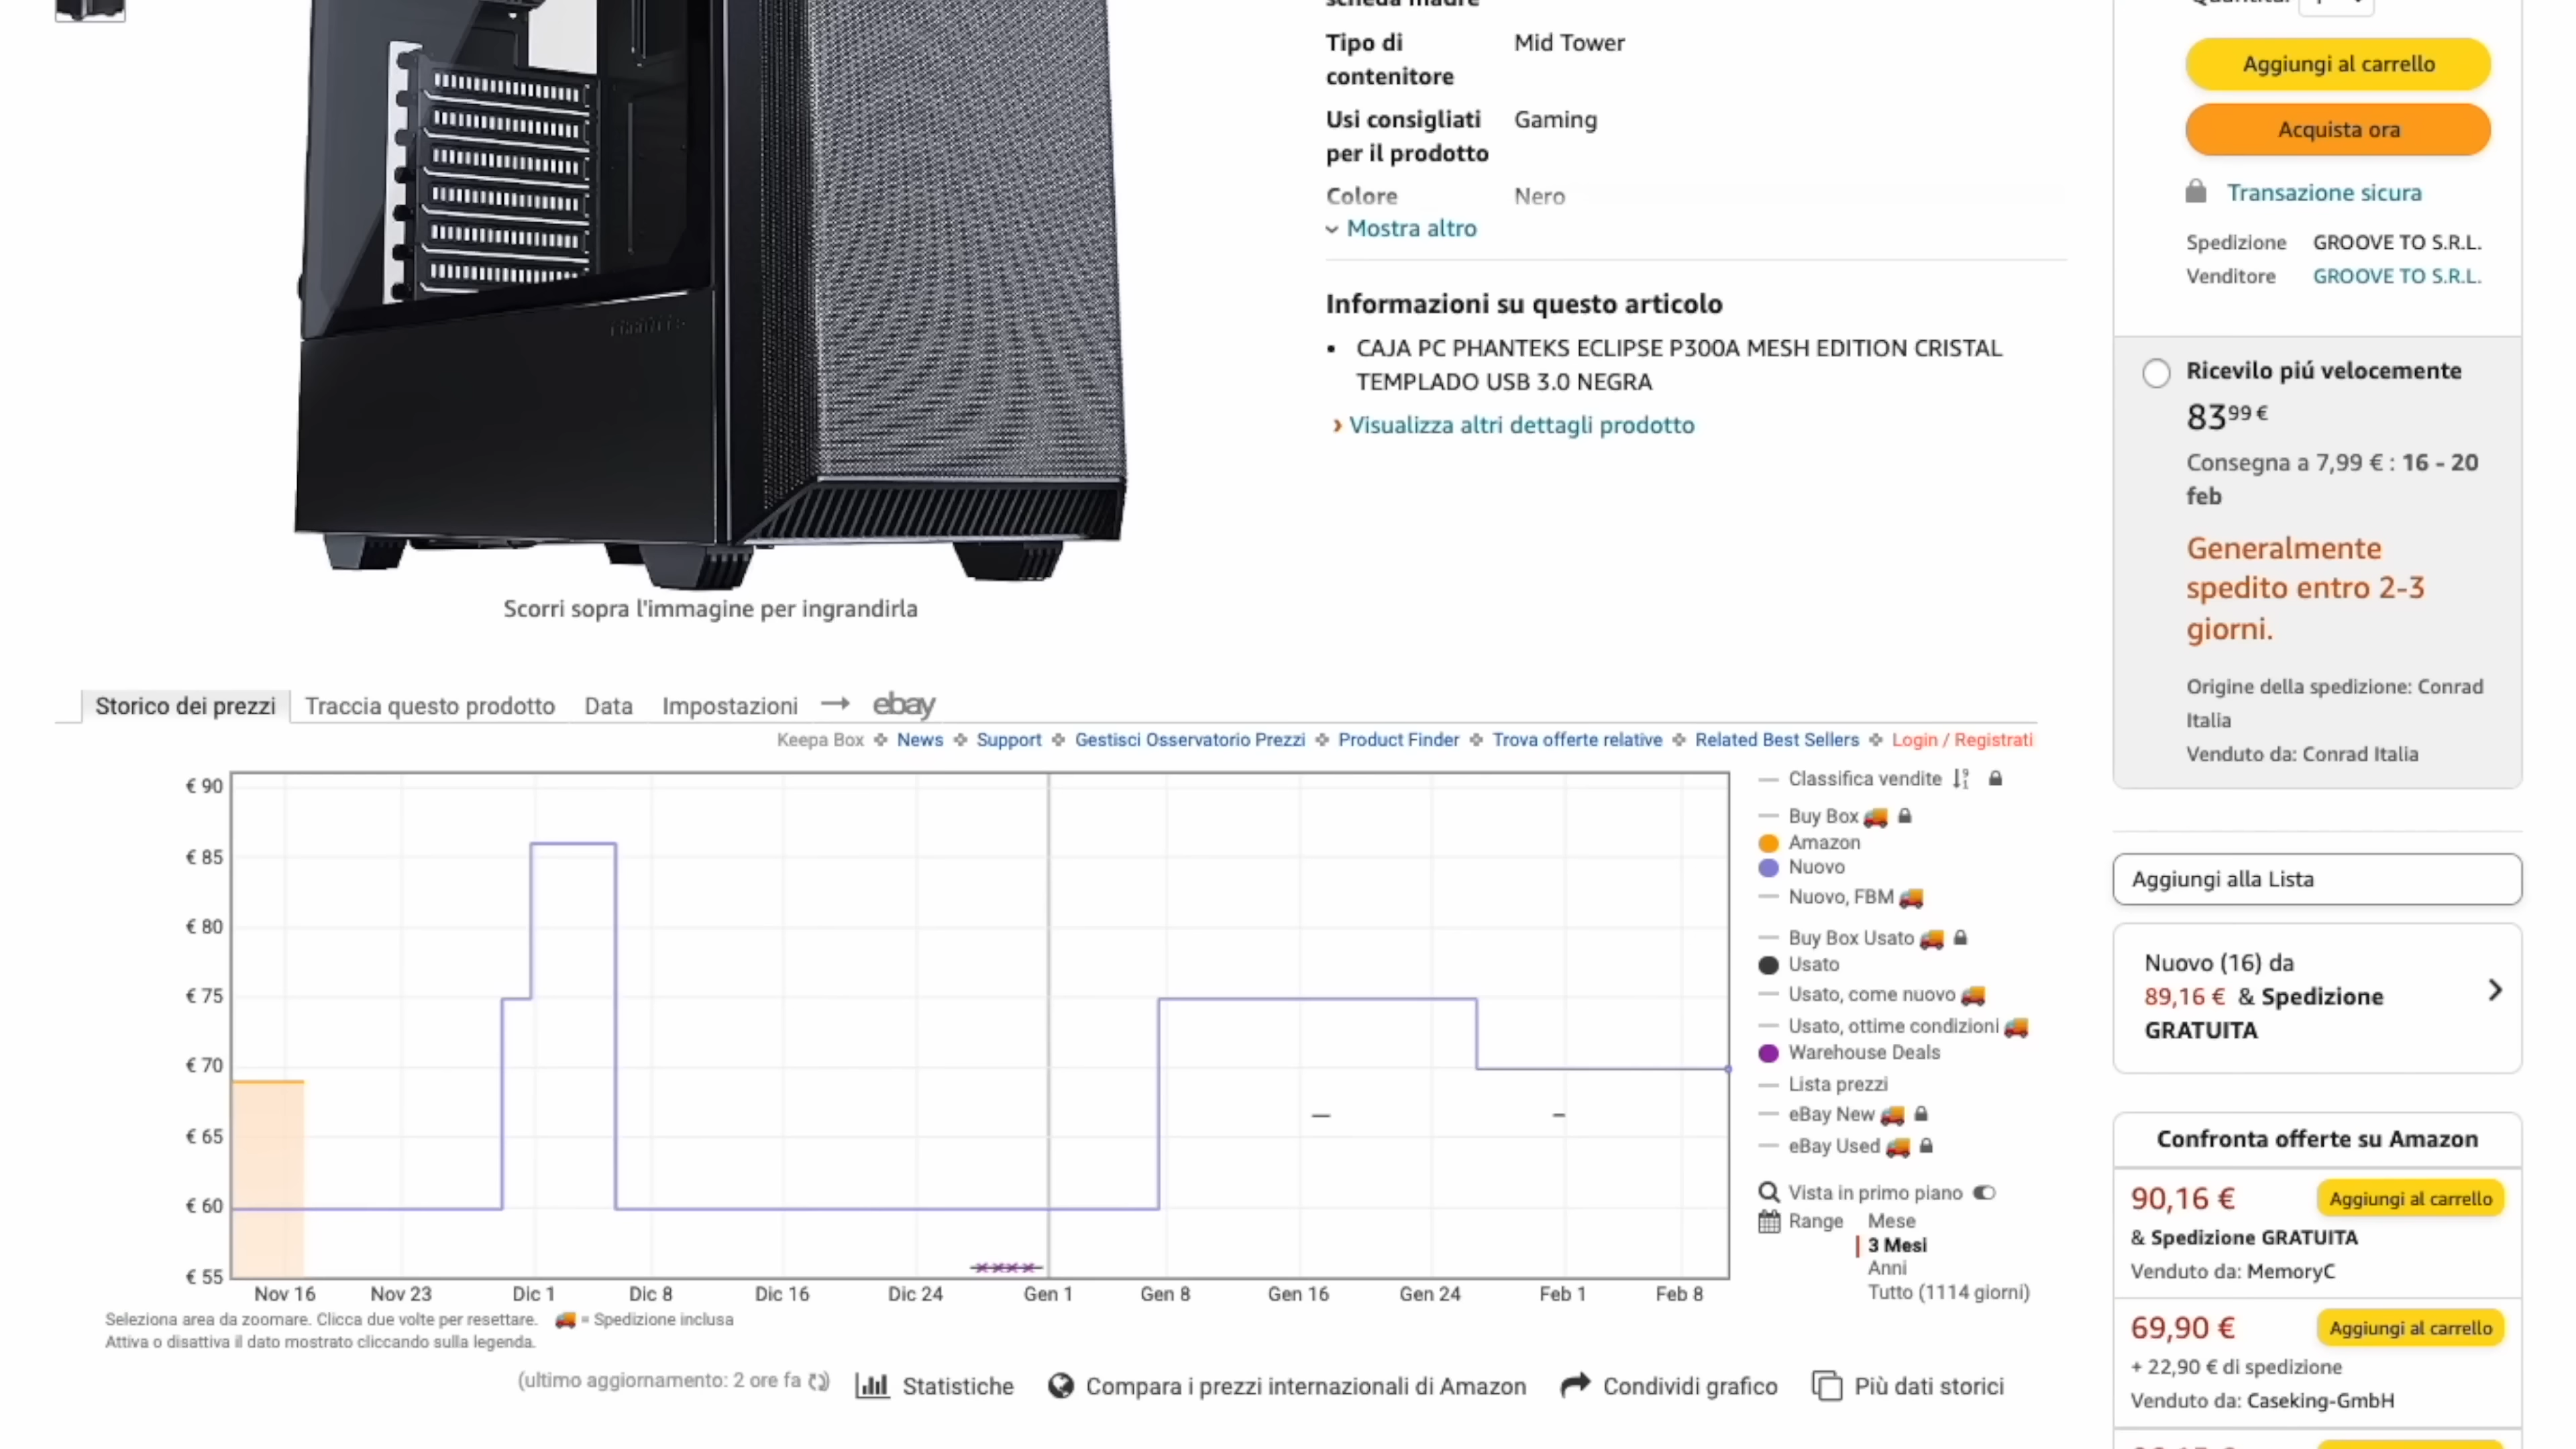 Tipo di
contenitore
Mid Tower
Usi consigliati
per il prodotto
Gaming
Colore
Nero
Mostra altro
Informazioni su questo articolo
• CAJA PC PHANTEKS ECLIPSE P300A MESH EDITION CRISTAL
TEMPLADO USB 3.0 NEGRA
› Visualizza altri dettagli prodotto
Scorri sopra l'immagine per ingrandirla
Aggiungi al carrello
Acquista ora
Transazione sicura
Spedizione GROOVE TO S.R.L.
Venditore GROOVE TO S.R.L.
Ricevilo piú velocemente
83 99 €
Consegna a 7,99 € : 16 - 20
feb
Generalmente
spedito entro 2-3
giorni.
Origine della spedizione: Conrad
Italia
Venduto da: Conrad Italia
Aggiungi alla Lista
Nuovo (16) da
89,16 € & Spedizione
GRATUITA
Confronta offerte su Amazon
90,16 € Aggiungi al carrello
& Spedizione GRATUITA
Venduto da: MemoryC
69,90 € Aggiungi al carrello
+ 22,90 € di spedizione
Venduto da: Caseking-GmbH
Storico dei prezzi Traccia questo prodotto Data Impostazioni → ebay
Keepa Box News Support Gestisci Osservatorio Prezzi Product Finder Trova offerte relative Related Best Sellers Login / Registrati
€ 90
€ 85
€ 80
€ 75
€ 70
€ 65
€ 60
€ 55
Nov 16 Nov 23 Dic 1 Dic 8 Dic 16 Dic 24 Gen 1 Gen 8 Gen 16 Gen 24 Feb 1 Feb 8
Classifica vendite
Buy Box
Amazon
Nuovo
Nuovo, FBM
Buy Box Usato
Usato
Usato, come nuovo
Usato, ottime condizioni
Warehouse Deals
Lista prezzi
eBay New
eBay Used
Vista in primo piano
Range Mese
3 Mesi
Anni
Tutto (1114 giorni)
Seleziona area da zoomare. Clicca due volte per resettare. = Spedizione inclusa
Attiva o disattiva il dato mostrato cliccando sulla legenda.
(ultimo aggiornamento: 2 ore fa ) Statistiche Compara i prezzi internazionali di Amazon Condividi grafico Più dati storici